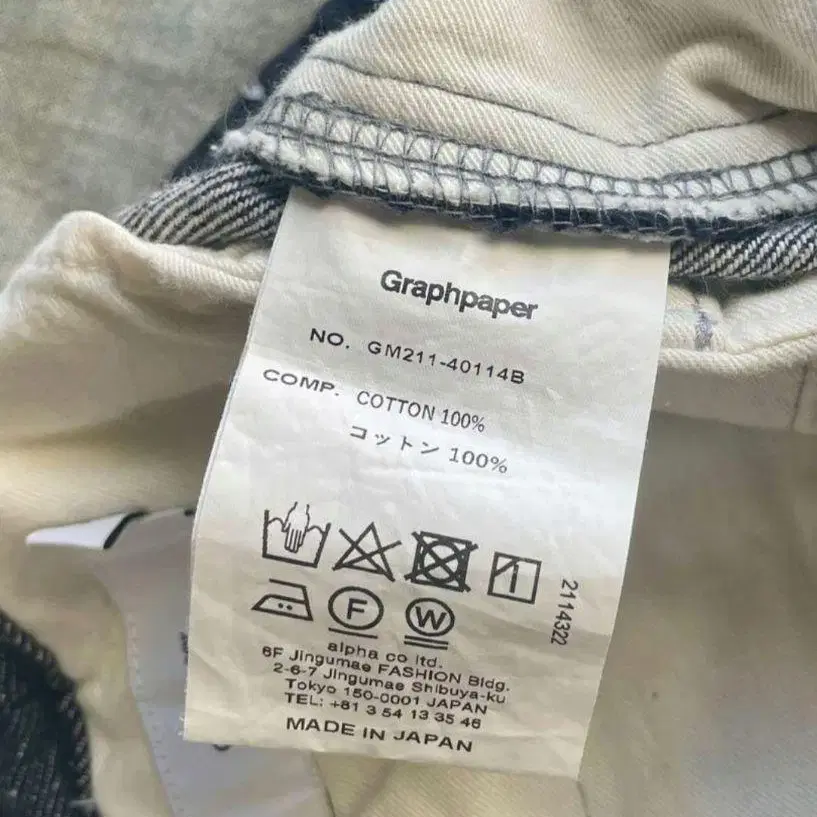 Graphpaper
NO. GM211-40114B
COMP. COTTON 100%
コットン 100%
F W
2114322
alpha co ltd.
6F Jingumae FASHION Bldg.
2-6-7 Jingumae Shibuya-ku
Tokyo 150-0001 JAPAN
TEL: +81 3 54 13 35 46
MADE IN JAPAN